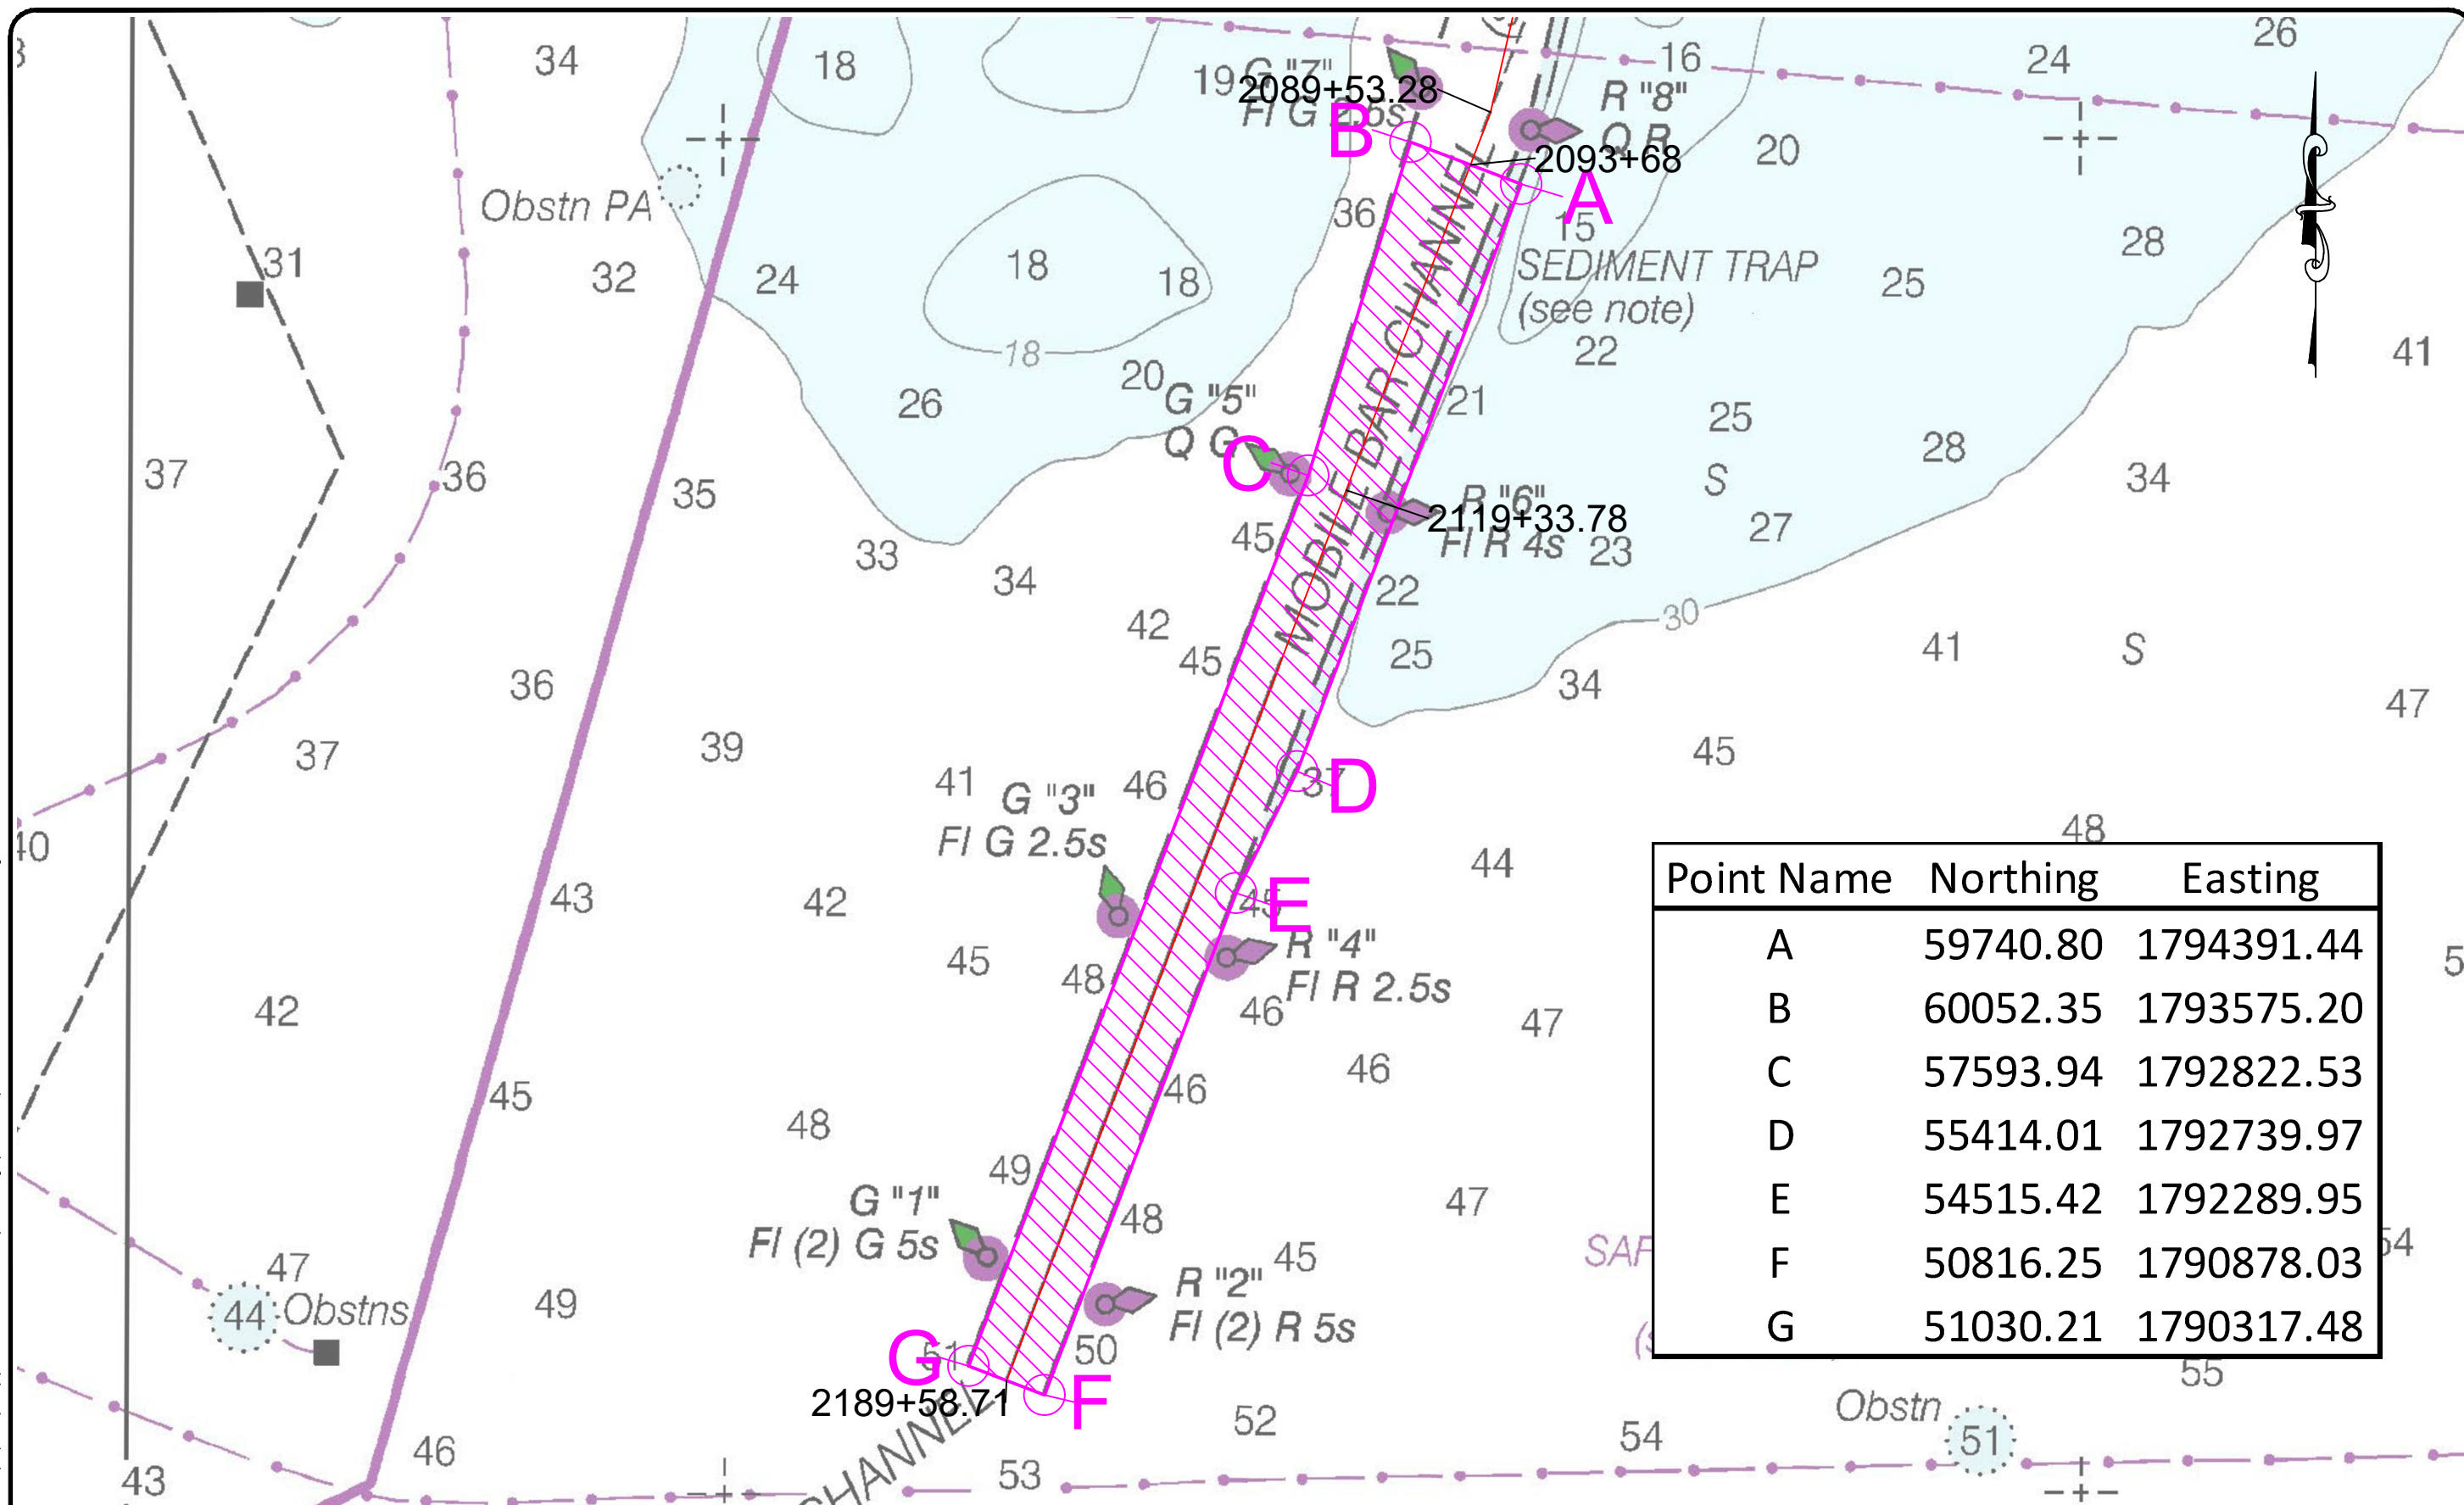 26
34
18
16
24
19
G "7"
2089+53.28
Fl G 2.5s
R "8"
Q R
B
2093+68
20
Obstn PA
A
36
15
28
31
32
24
18
18
SEDIMENT TRAP
(see note)
25
18
22
41
20
26
G "5"
Q G
21
25
C
28
37
36
35
S
34
R "6"
2119+33.78
Fl R 4s
23
27
45
33
34
22
MOBILE BAR CHANNEL
42
30
45
25
41
S
36
34
47
37
39
45
41
46
37
D
G "3"
Fl G 2.5s
48
40
44
43
42
45
E
R "4"
Fl R 2.5s
45
48
46
42
47
46
45
46
48
49
48
47
G "1"
Fl (2) G 5s
45
54
47
R "2"
Fl (2) R 5s
44
Obstns
49
G
51
50
55
2189+58.71
F
CHANNEL
52
Obstn
51
54
46
43
53
Point Name Northing Easting
A 59740.80 1794391.44
B 60052.35 1793575.20
C 57593.94 1792822.53
D 55414.01 1792739.97
E 54515.42 1792289.95
F 50816.25 1790878.03
G 51030.21 1790317.48